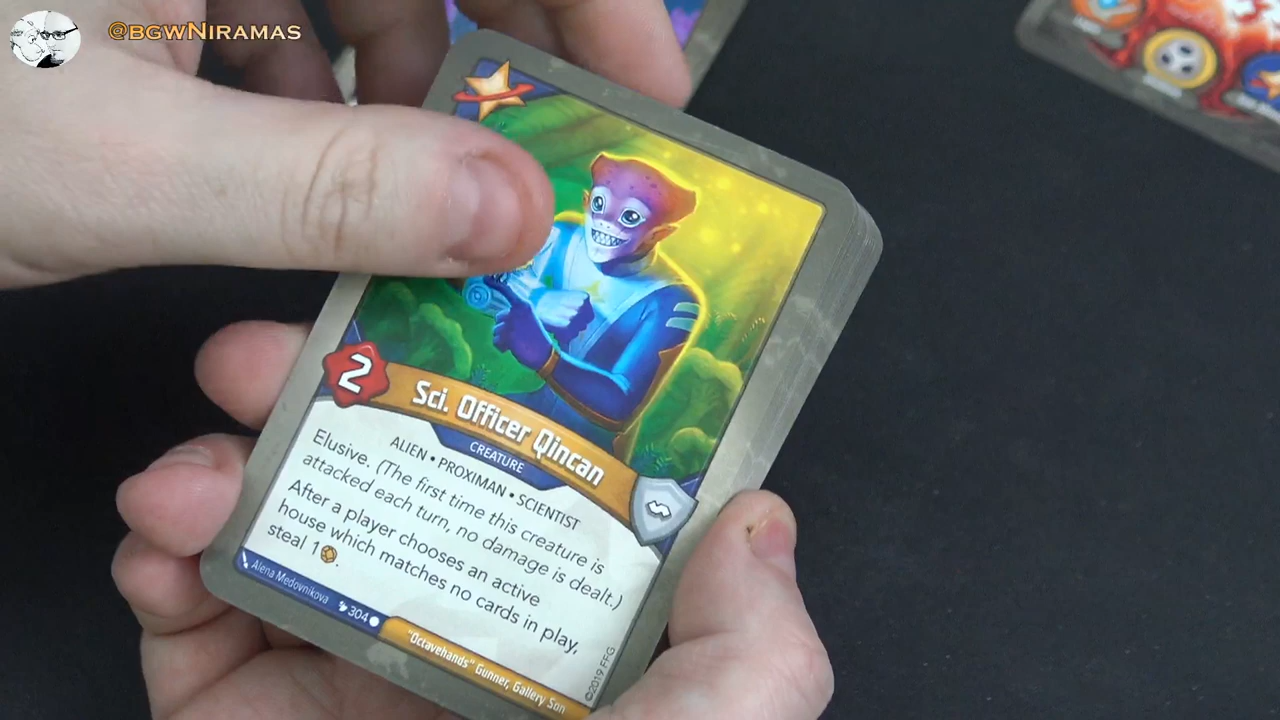 @bgwNiramas
2
Sci. Officer Qincan
CREATURE
ALIEN • PROXIMAN • SCIENTIST
Elusive. (The first time this creature is
attacked each turn, no damage is dealt.)
After a player chooses an active
house which matches no cards in play,
steal 1.
Alena Medovnikova
304
"Octavehands" Gunner, Gallery Son
©2019 FFG